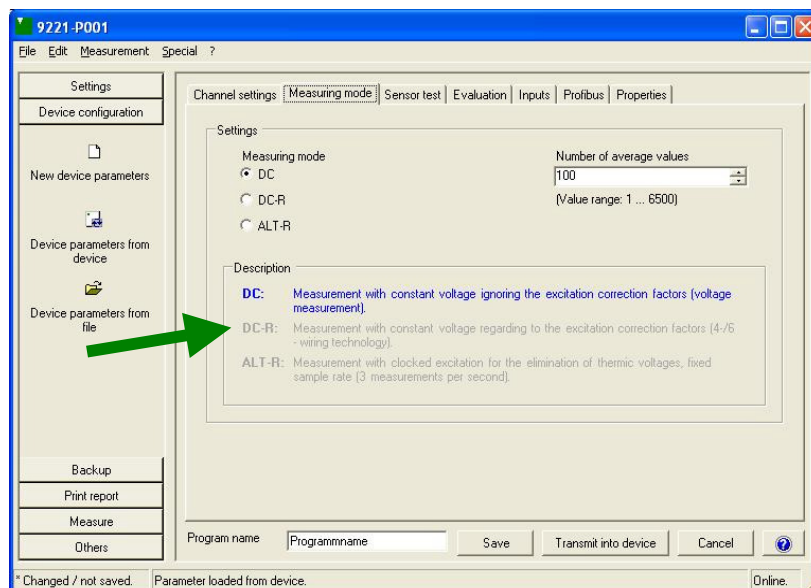 9221-P001
File Edit Measurement Special ?
Settings
Device configuration
New device parameters
Device parameters from
device
Device parameters from
file
Backup
Print report
Measure
Others
Channel settings Measuring mode Sensor test Evaluation Inputs Profibus Properties
Settings
Measuring mode
DC
DC-R
ALT-R
Number of average values
100
(Value range: 1 ... 6500)
Description
DC: Measurement with constant voltage ignoring the excitation correction factors (voltage
measurement).
DC-R: Measurement with constant voltage regarding to the excitation correction factors (4-/6
- wiring technology).
ALT-R: Measurement with clocked excitation for the elimination of thermic voltages, fixed
sample rate (3 measurements per second).
Program name Programmname Save Transmit into device Cancel ?
* Changed / not saved. Parameter loaded from device. Online.